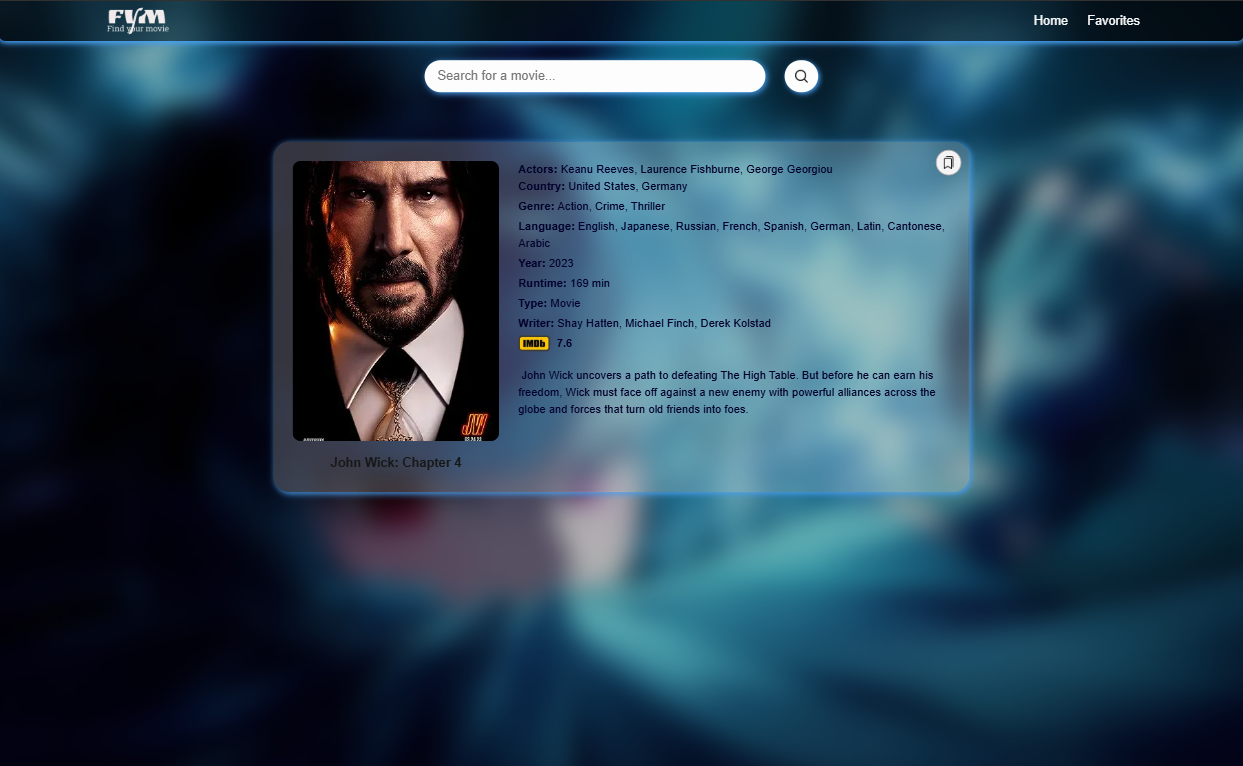 FYM
Find your movie
Home Favorites
Search for a movie...
Actors: Keanu Reeves, Laurence Fishburne, George Georgiou
Country: United States, Germany
Genre: Action, Crime, Thriller
Language: English, Japanese, Russian, French, Spanish, German, Latin, Cantonese,
Arabic
Year: 2023
Runtime: 169 min
Type: Movie
Writer: Shay Hatten, Michael Finch, Derek Kolstad
IMDb 7.6
John Wick uncovers a path to defeating The High Table. But before he can earn his
freedom, Wick must face off against a new enemy with powerful alliances across the
globe and forces that turn old friends into foes.
JW
John Wick: Chapter 4